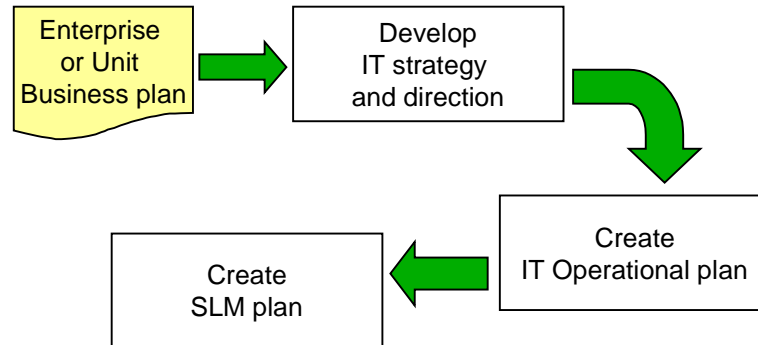 Enterprise
or Unit
Business plan
Develop
IT strategy
and direction
Create
IT Operational plan
Create
SLM plan